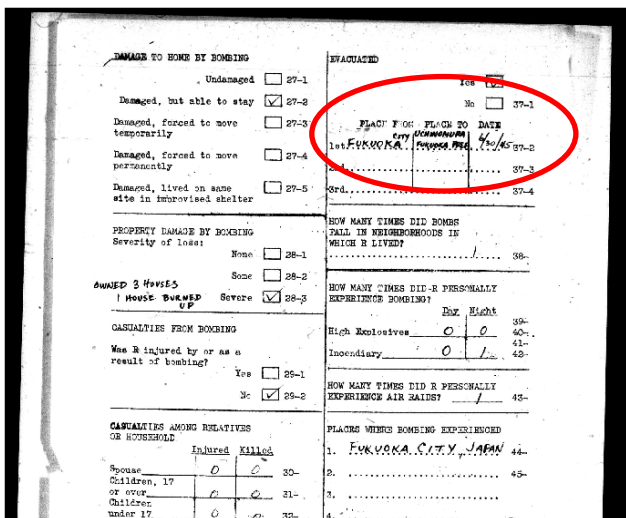 DAMAGE TO HOME BY BOMBING
Undamaged 27-1
Damaged, but able to stay 27-2
Damaged, forced to move 27-3
temporarily
Damaged, forced to move 27-4
permanently
Damaged, lived on same 27-5
site in improvised shelter
PROPERTY DAMAGE BY BOMBING
Severity of loss:
None 28-1
Some 28-2
OWNED 3 HOUSES
1 HOUSE BURNED Severe 28-3
UP
CASUALTIES FROM BOMBING
Was R injured by or as a
result of bombing?
Yes 29-1
No 29-2
CASUALTIES AMONG RELATIVES
OR HOUSEHOLD
Injured Killed
Spouse 0 0 30-
Children, 17
or over 0 0 31-
Children
under 17 0 0 32-
EVACUATED
Yes
No 37-1
PLACE FROM PLACE TO DATE
1st. FUKUOKA CITY FUKUOKA PREF 6/30/45 37-2
2nd. 37-3
3rd. 37-4
HOW MANY TIMES DID BOMBS
FALL IN NEIGHBORHOODS IN
WHICH R LIVED?
1 38-
HOW MANY TIMES DID R PERSONALLY
EXPERIENCE BOMBING?
Day Night
39-
High Explosives 0 0 40-
41-
Incendiary 0 1 42-
HOW MANY TIMES DID R PERSONALLY
EXPERIENCE AIR RAIDS? 1 43-
PLACES WHERE BOMBING EXPERIENCED
1. FUKUOKA CITY JAPAN 44-
2. 45-
3.
4.